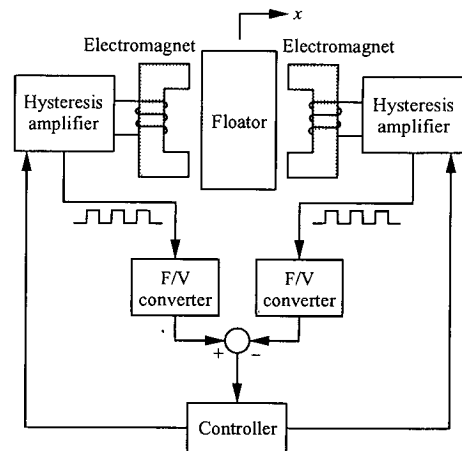 x
Electromagnet
Electromagnet
Hysteresis
amplifier
Floator
Hysteresis
amplifier
F/V
converter
F/V
converter
+
−
Controller